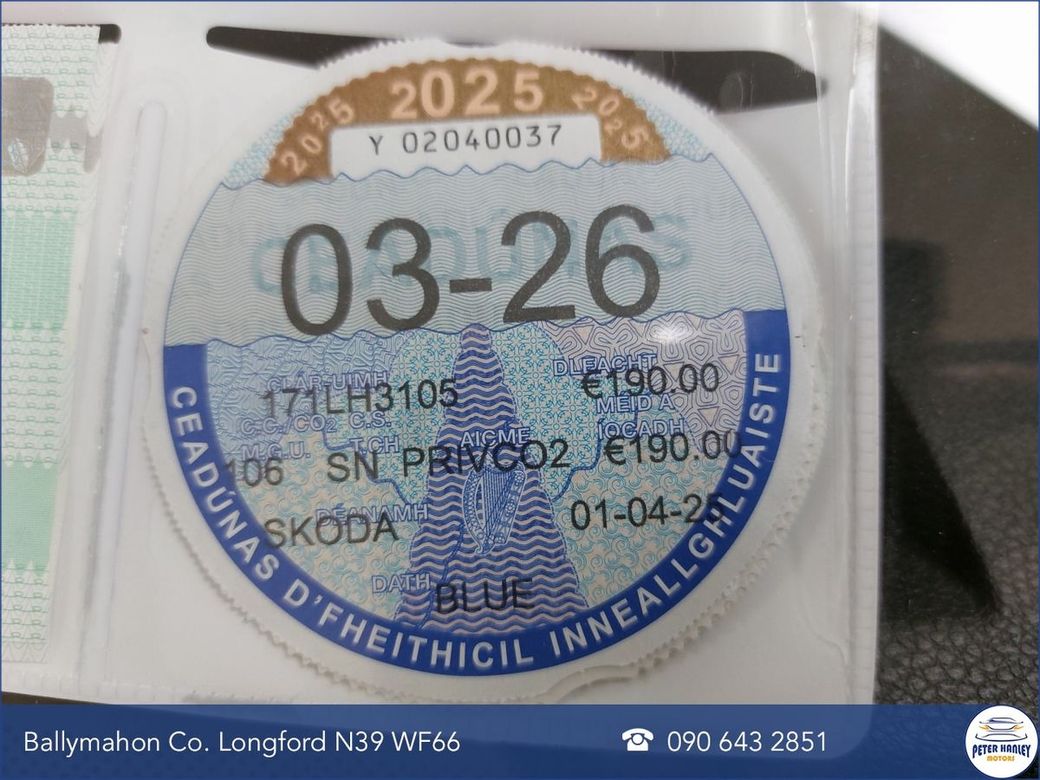 2025 2025 2025
Y 02040037
CEADÚNAS
03-26
CLÁR-UIMH
DLEACHT
171LH3105
€190.00
C.C./CO2 C.S.
MÉID A
M.G.U. T.CH
AICME
ÍOCADH
106 SN PRIVCO2 €190.00
DÉANAMH
SKODA
01-04-25
DATH
BLUE
CEADÚNAS D'FHEITHICIL INNEALLGHLUAISTE
Ballymahon Co. Longford N39 WF66
☎ 090 643 2851
PETER HANLEY
MOTORS